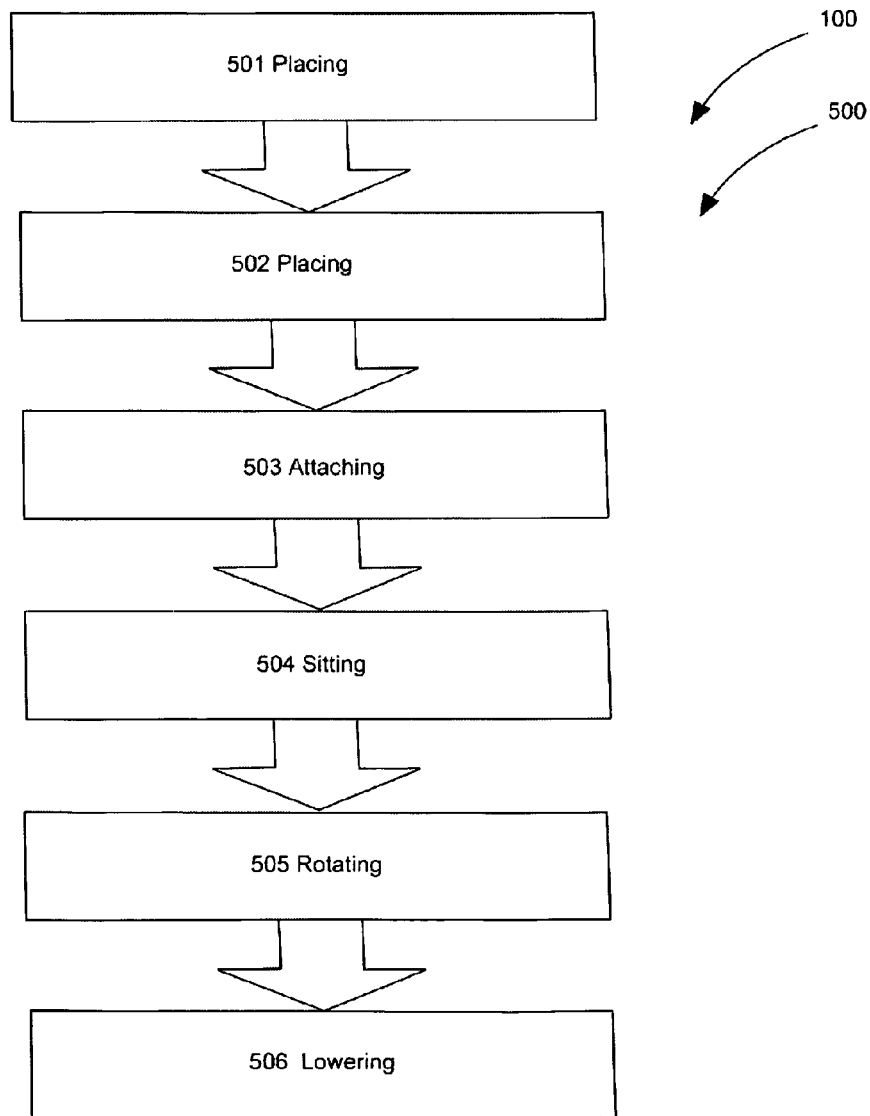 100
501 Placing
500
502 Placing
503 Attaching
504 Sitting
505 Rotating
506 Lowering